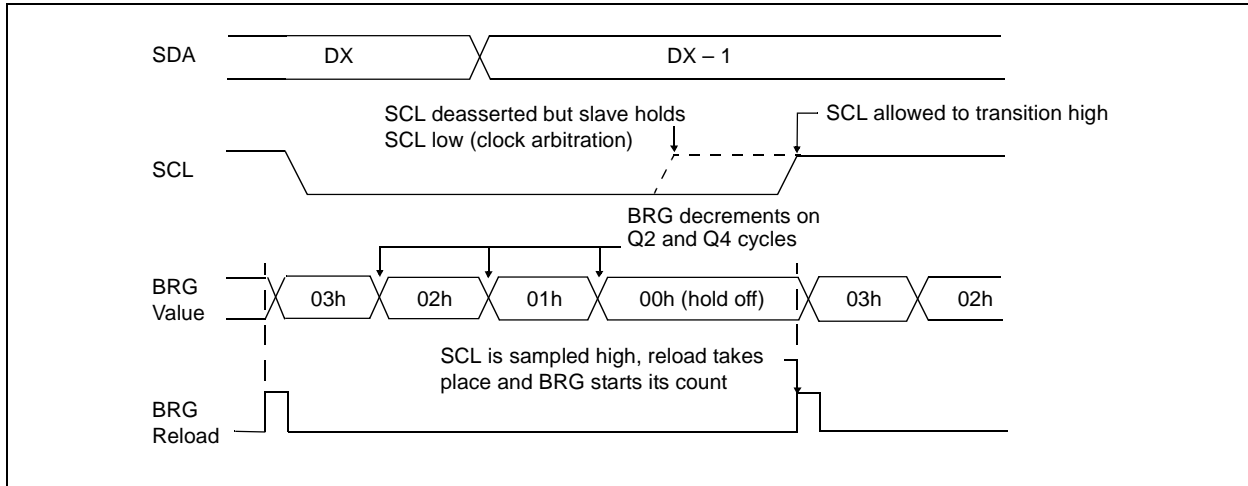 SDA
DX
DX – 1
SCL deasserted but slave holds
SCL low (clock arbitration)
SCL allowed to transition high
SCL
BRG decrements on
Q2 and Q4 cycles
BRG
Value
03h
02h
01h
00h (hold off)
03h
02h
SCL is sampled high, reload takes
place and BRG starts its count
BRG
Reload